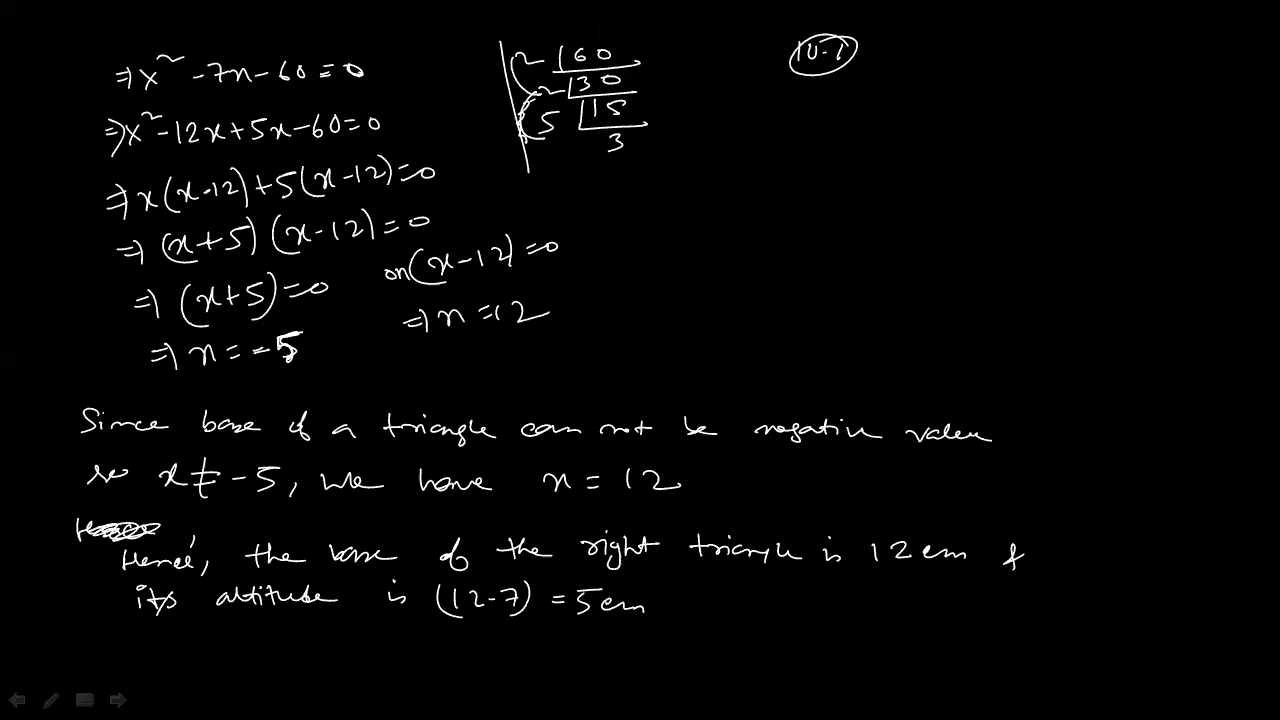 ⇒ x² - 7x - 60 = 0
⇒ x² - 12x + 5x - 60 = 0
⇒ x(x-12) + 5(x-12) = 0
⇒ (x+5) (x-12) = 0
⇒ (x+5) = 0 or (x-12) = 0
⇒ x = -5 ⇒ x = 12
2 60
2 30
5 15
3
Since base of a triangle can not be negative value
so x ≠ -5, we have x = 12
Hence, the base of the right triangle is 12 cm &
its altitude is (12-7) = 5 cm